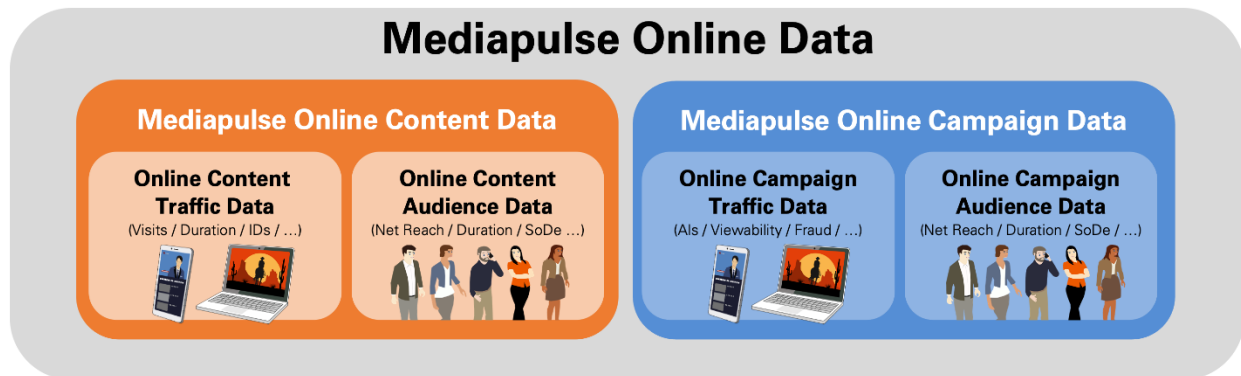 Mediapulse Online Data
Mediapulse Online Content Data
Online Content
Traffic Data
(Visits / Duration / IDs / ...)
Online Content
Audience Data
(Net Reach / Duration / SoDe ...)
Mediapulse Online Campaign Data
Online Campaign
Traffic Data
(AIs / Viewability / Fraud / ...)
Online Campaign
Audience Data
(Net Reach / Duration / SoDe / ...)